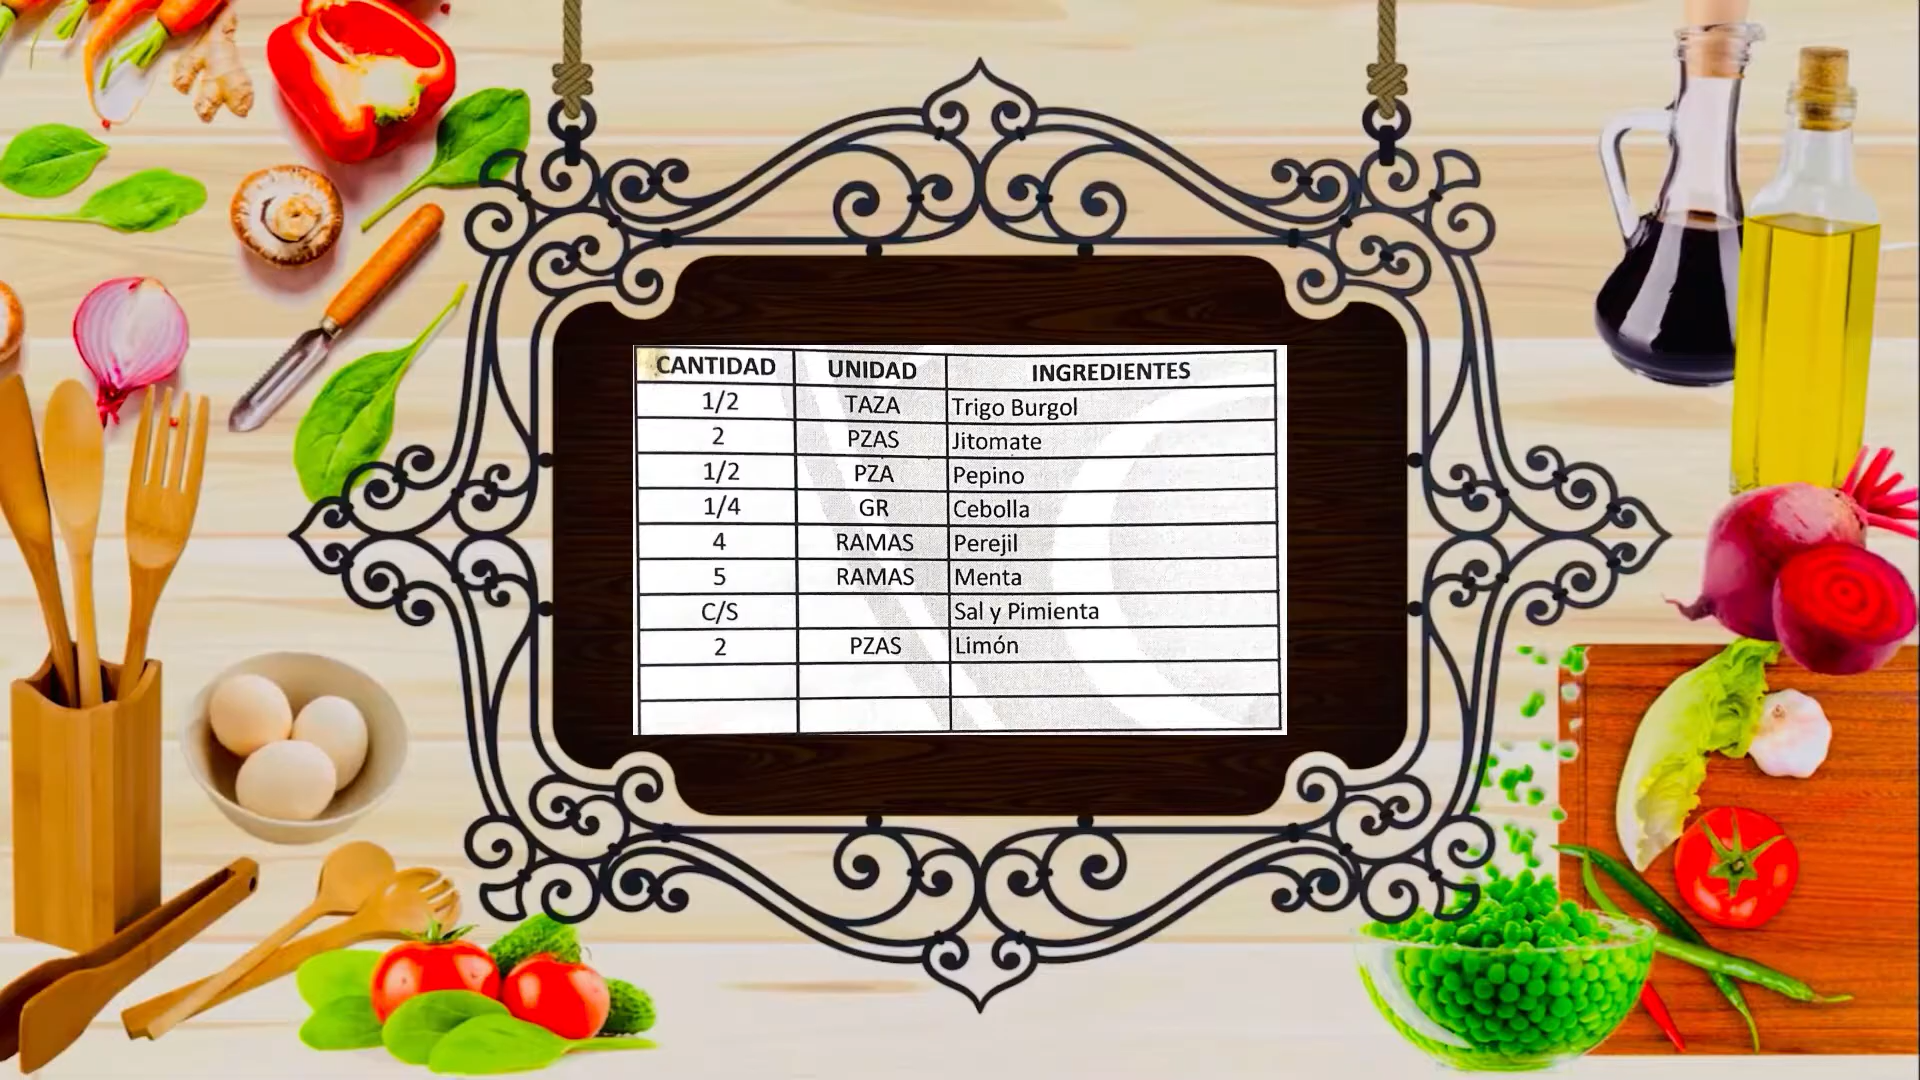 CANTIDAD UNIDAD INGREDIENTES
1/2 TAZA Trigo Burgol
2 PZAS Jitomate
1/2 PZA Pepino
1/4 GR Cebolla
4 RAMAS Perejil
5 RAMAS Menta
C/S Sal y Pimienta
2 PZAS Limón